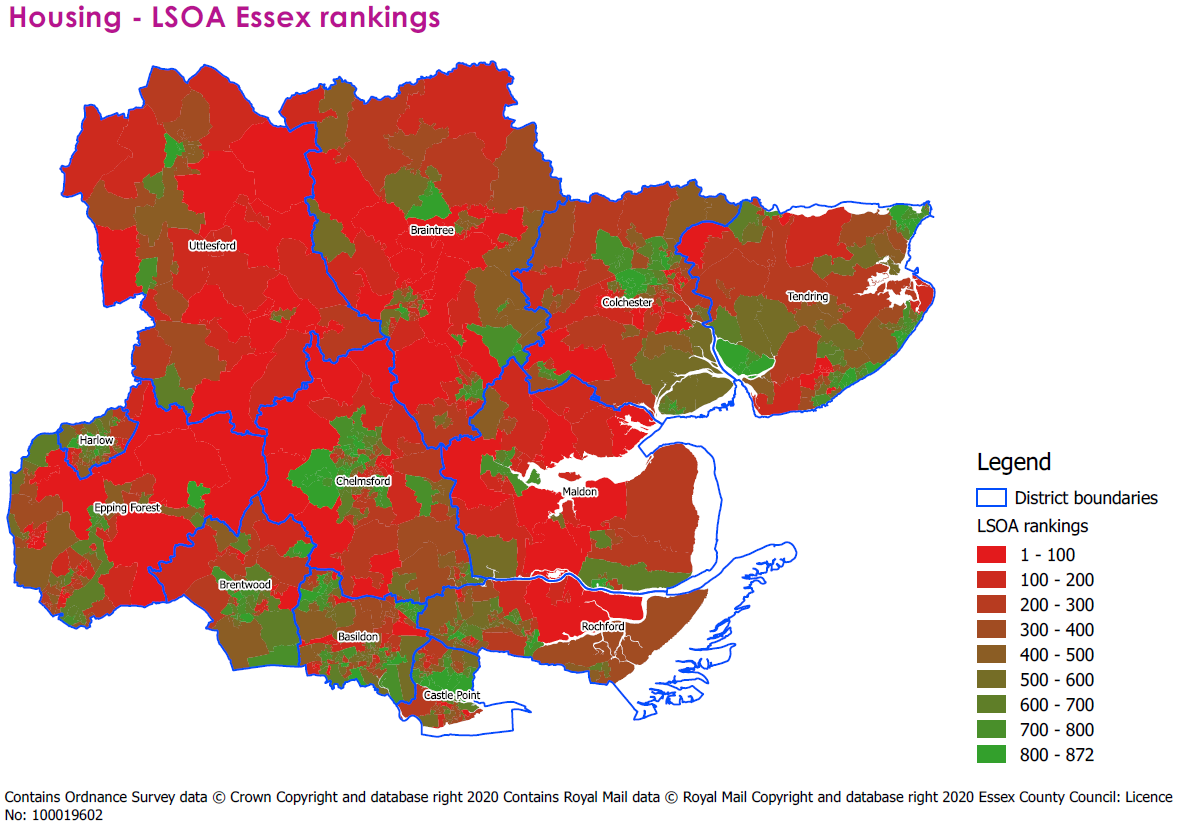 Housing - LSOA Essex rankings
Braintree
Uttlesford
Colchester
Tendring
Harlow
Chelmsford
Maldon
Epping Forest
Brentwood
Rochford
Basildon
Castle Point
Legend
District boundaries
LSOA rankings
1 - 100
100 - 200
200 - 300
300 - 400
400 - 500
500 - 600
600 - 700
700 - 800
800 - 872
Contains Ordnance Survey data © Crown Copyright and database right 2020 Contains Royal Mail data © Royal Mail Copyright and database right 2020 Essex County Council: Licence
No: 100019602